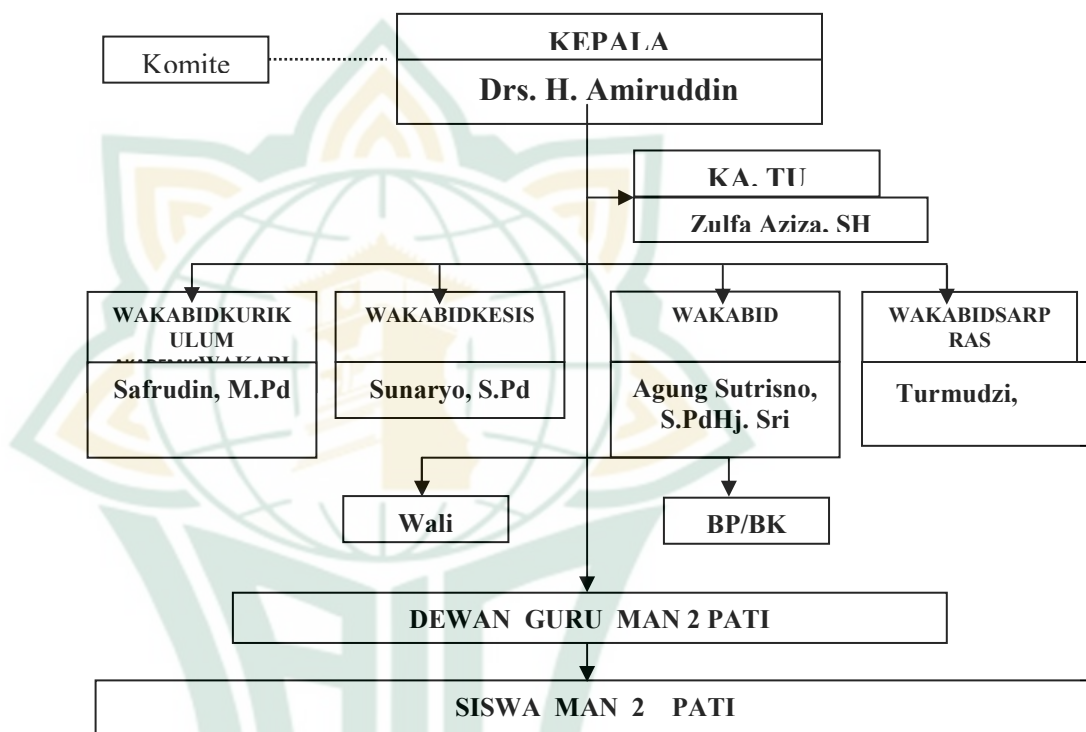 KEPALA
Komite
Drs. H. Amiruddin
KA. TU
Zulfa Aziza, SH
WAKABIDKURIK
ULUM
WAKABIDKESIS
WAKABID
WAKABIDSARP
RAS
Safrudin, M.Pd
Sunaryo, S.Pd
Agung Sutrisno,
S.PdHj. Sri
Turmudzi,
Wali
BP/BK
DEWAN GURU MAN 2 PATI
SISWA MAN 2 PATI